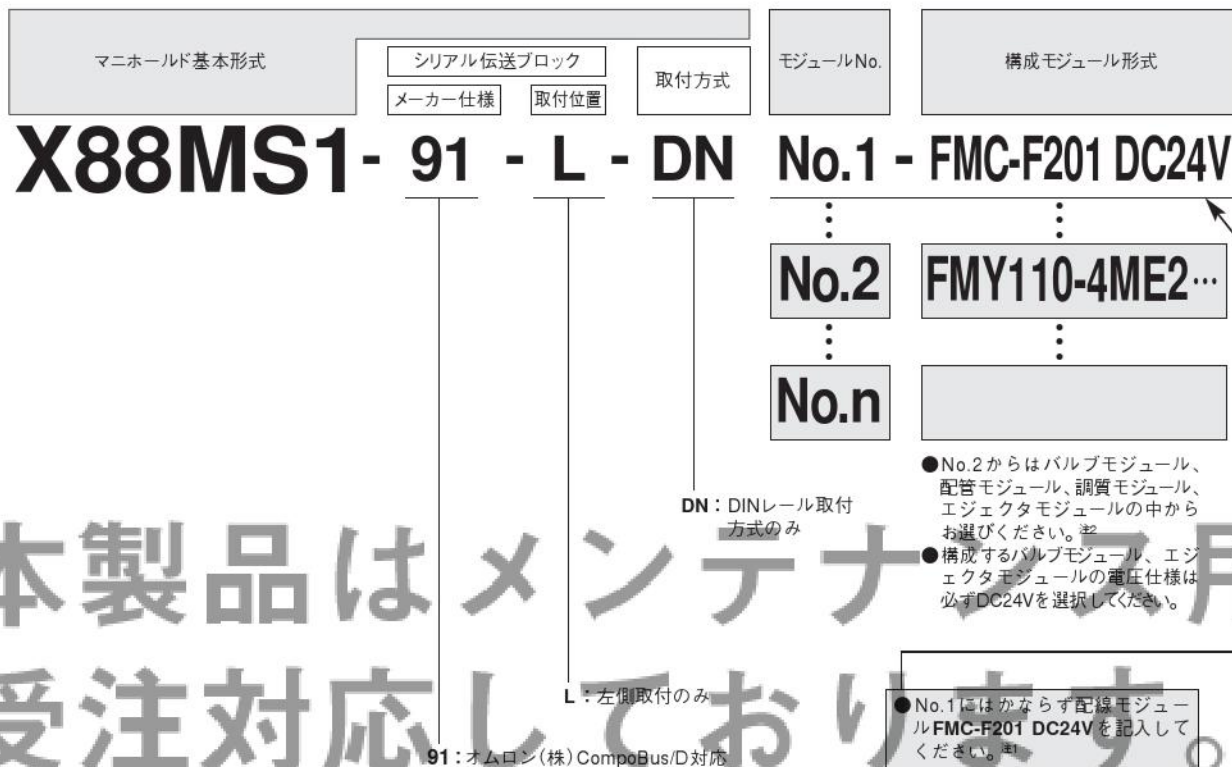 マニホールド基本形式
シリアル伝送ブロック
メーカー仕様
取付位置
取付方式
モジュールNo.
構成モジュール形式
X88MS1- 91 - L - DN No.1 - FMC-F201 DC24V
No.2 FMY110-4ME2…
No.n
●No.2からはバルブモジュール、
配管モジュール、調質モジュール、
エジェクタモジュールの中から
お選びください。注2
●構成するバルブモジュール、エジ
ェクタモジュールの電圧仕様は
必ずDC24Vを選択してください。
DN：DINレール取付
方式のみ
L：左側取付のみ
91：オムロン(株)CompoBus/D対応
●No.1にはかならず配線モジュー
ルFMC-F201 DC24Vを記入して
ください。注1
本製品はメンテナンス用
受注対応しております。